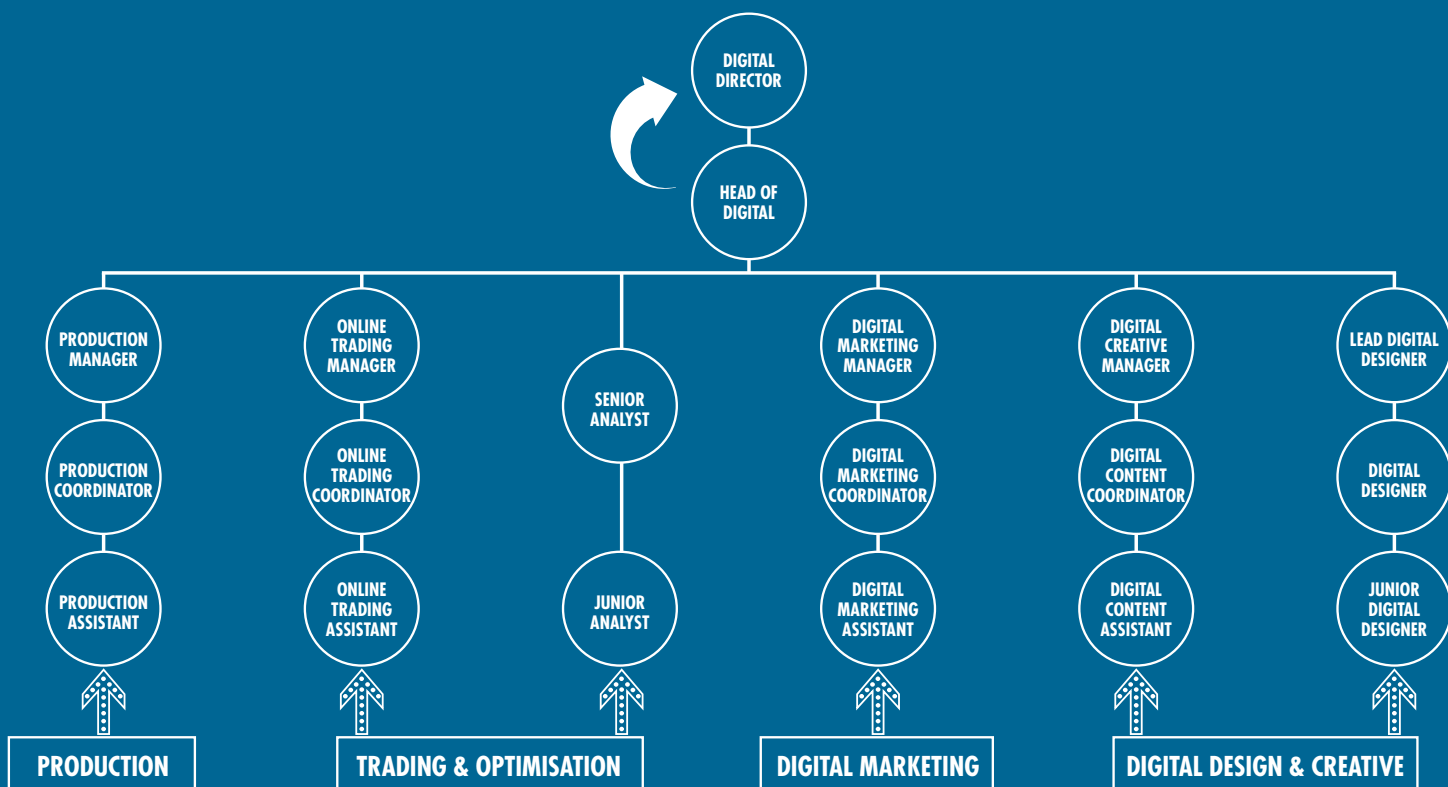 DIGITAL
DIRECTOR
HEAD OF
DIGITAL
PRODUCTION
MANAGER
ONLINE
TRADING
MANAGER
SENIOR
ANALYST
DIGITAL
MARKETING
MANAGER
DIGITAL
CREATIVE
MANAGER
LEAD DIGITAL
DESIGNER
PRODUCTION
COORDINATOR
ONLINE
TRADING
COORDINATOR
DIGITAL
MARKETING
COORDINATOR
DIGITAL
CONTENT
COORDINATOR
DIGITAL
DESIGNER
PRODUCTION
ASSISTANT
ONLINE
TRADING
ASSISTANT
JUNIOR
ANALYST
DIGITAL
MARKETING
ASSISTANT
DIGITAL
CONTENT
ASSISTANT
JUNIOR
DIGITAL
DESIGNER
PRODUCTION
TRADING & OPTIMISATION
DIGITAL MARKETING
DIGITAL DESIGN & CREATIVE